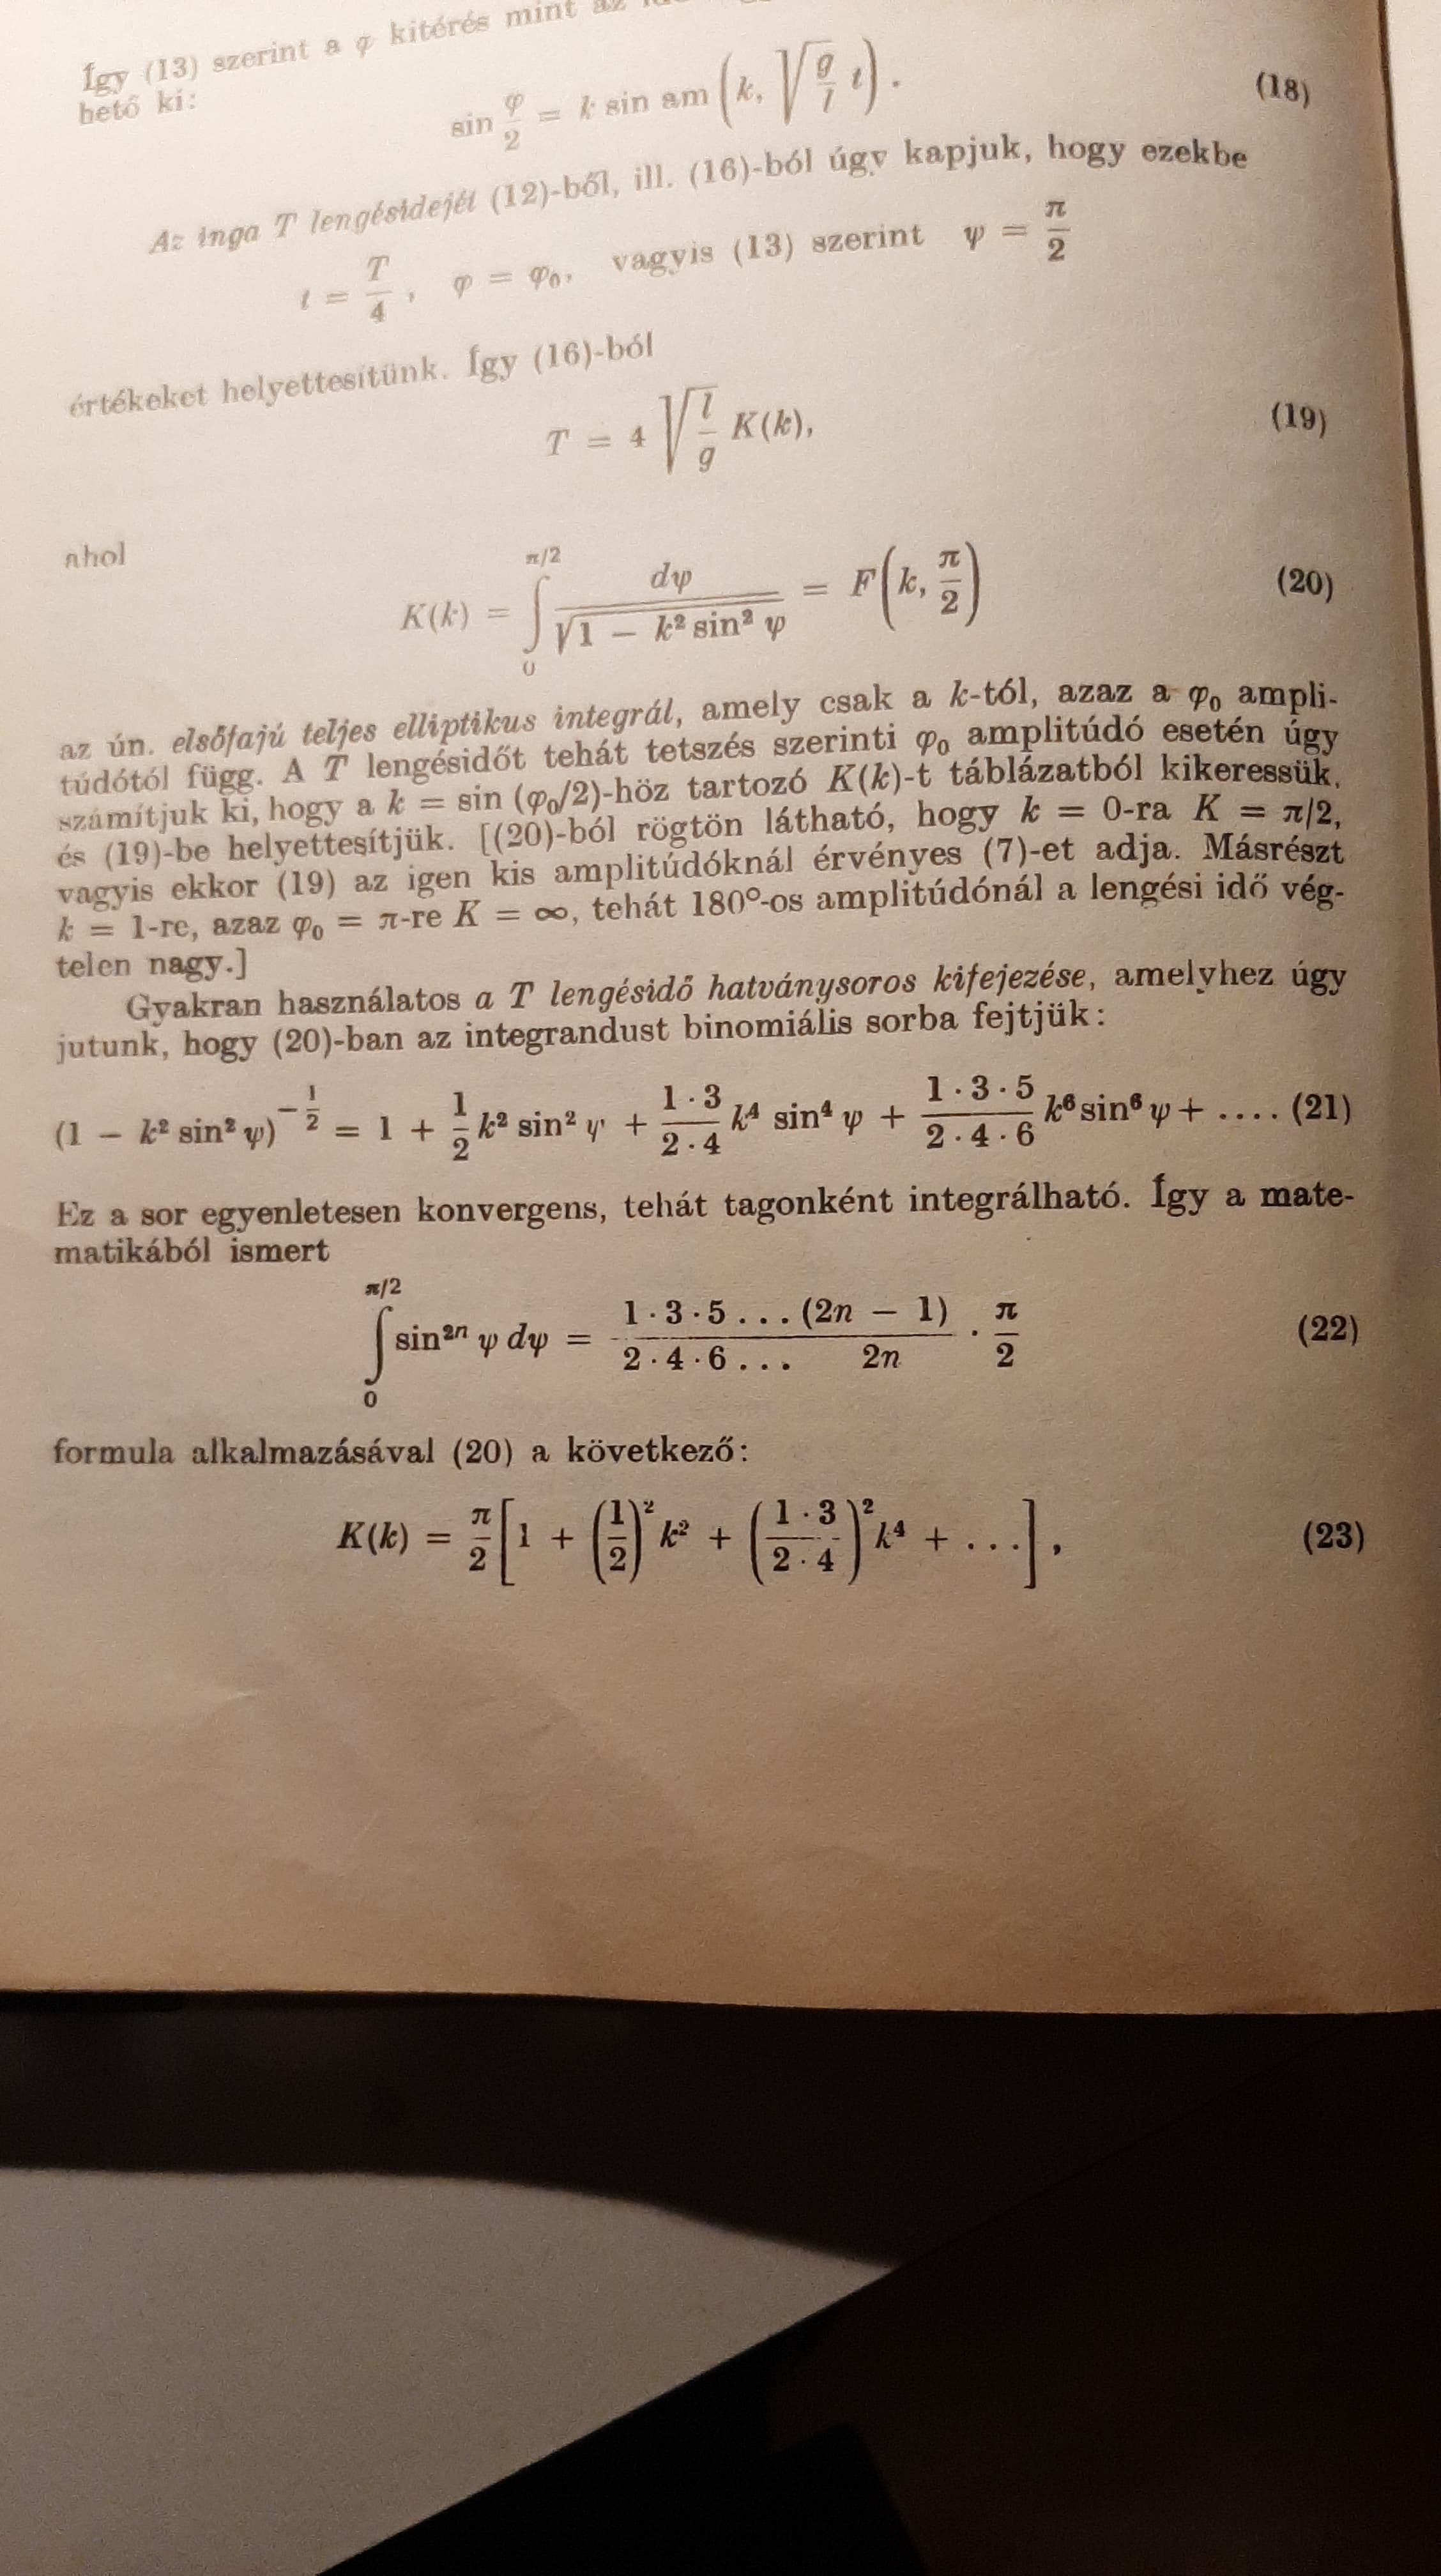 Így (13) szerint a φ kitérés mint az
hető ki:
sin φ/2 = k sin am (k, √(g/l) t). (18)
Az inga T lengésidejét (12)-ből, ill. (16)-ból úgy kapjuk, hogy ezekbe
t = T/4, φ = φ₀, vagyis (13) szerint ψ = π/2
értékeket helyettesítünk. Így (16)-ból
T = 4 √(l/g) K(k), (19)
ahol
K(k) = ∫₀^{π/2} dψ/√(1 − k² sin² ψ) = F(k, π/2) (20)
az ún. elsőfajú teljes elliptikus integrál, amely csak a k-tól, azaz a φ₀ ampli-
túdótól függ. A T lengésidőt tehát tetszés szerinti φ₀ amplitúdó esetén úgy
számítjuk ki, hogy a k = sin (φ₀/2)-höz tartozó K(k)-t táblázatból kikeressük,
és (19)-be helyettesítjük. [(20)-ból rögtön látható, hogy k = 0-ra K = π/2,
vagyis ekkor (19) az igen kis amplitúdóknál érvényes (7)-et adja. Másrészt
k = 1-re, azaz φ₀ = π-re K = ∞, tehát 180°-os amplitúdónál a lengési idő vég-
telen nagy.]
Gyakran használatos a T lengésidő hatványsoros kifejezése, amelyhez úgy
jutunk, hogy (20)-ban az integrandust binomiális sorba fejtjük:
(1 − k² sin² ψ)^{−1/2} = 1 + 1/2 k² sin² ψ + (1·3)/(2·4) k⁴ sin⁴ ψ + (1·3·5)/(2·4·6) k⁶ sin⁶ ψ + .... (21)
Ez a sor egyenletesen konvergens, tehát tagonként integrálható. Így a mate-
matikából ismert
∫₀^{π/2} sin²ⁿ ψ dψ = (1·3·5...(2n − 1))/(2·4·6... 2n) · π/2 (22)
formula alkalmazásával (20) a következő:
K(k) = π/2 [1 + (1/2)² k² + ((1·3)/(2·4))² k⁴ + ...], (23)